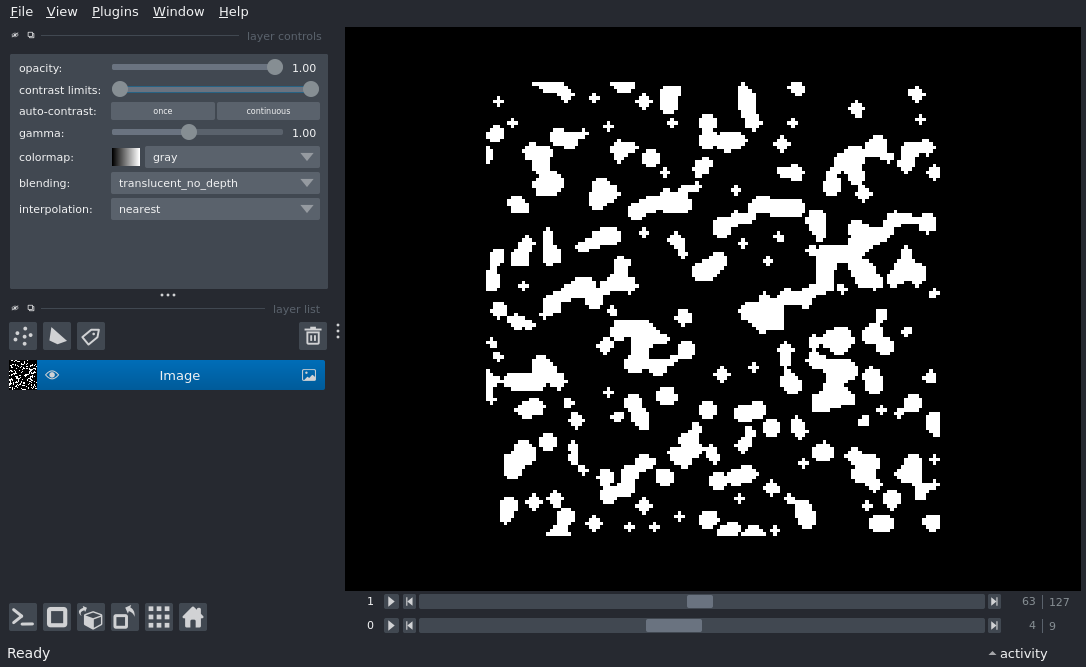 File View Plugins Window Help
layer controls
opacity: 1.00
contrast limits:
auto-contrast: once continuous
gamma: 1.00
colormap: gray
blending: translucent_no_depth
interpolation: nearest
layer list
Image
1 63 127
0 4 9
Ready activity